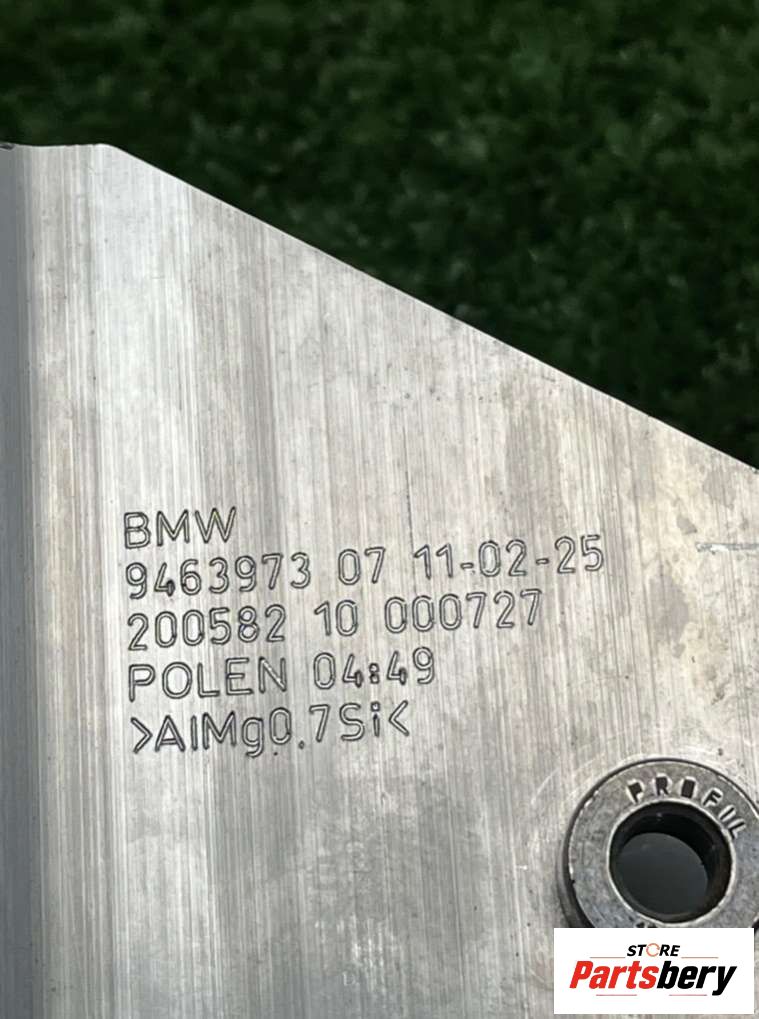 BMW
9463973 07 11-02-25
200582 10 000727
POLEN 04:49
>AlMg0.7Si<
PROFIL
STORE
Partsbery